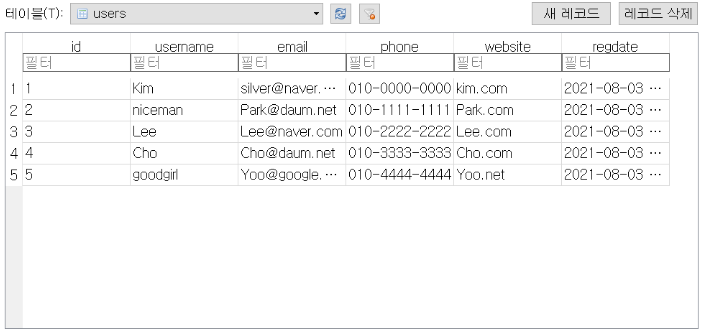 테이블(T): users 새 레코드 레코드 삭제
id username email phone website regdate
필터 필터 필터 필터 필터 필터
1 1 Kim silver@naver. ··· 010-0000-0000 kim.com 2021-08-03 ···
2 2 niceman Park@daum.net 010-1111-1111 Park.com 2021-08-03 ···
3 3 Lee Lee@naver.com 010-2222-2222 Lee.com 2021-08-03 ···
4 4 Cho Cho@daum.net 010-3333-3333 Cho.com 2021-08-03 ···
5 5 goodgirl Yoo@google. ··· 010-4444-4444 Yoo.net 2021-08-03 ···